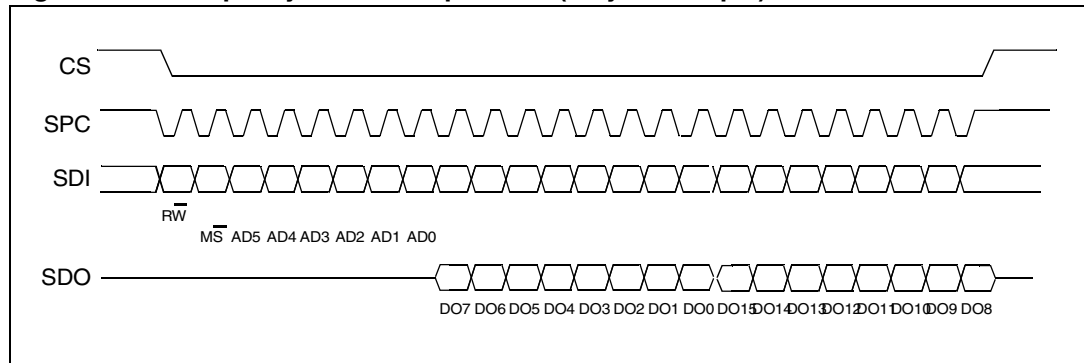 CS
SPC
SDI
RW
MS AD5 AD4 AD3 AD2 AD1 AD0
SDO
DO7 DO6 DO5 DO4 DO3 DO2 DO1 DO0 DO15 DO14 DO13 DO12 DO11 DO10 DO9 DO8